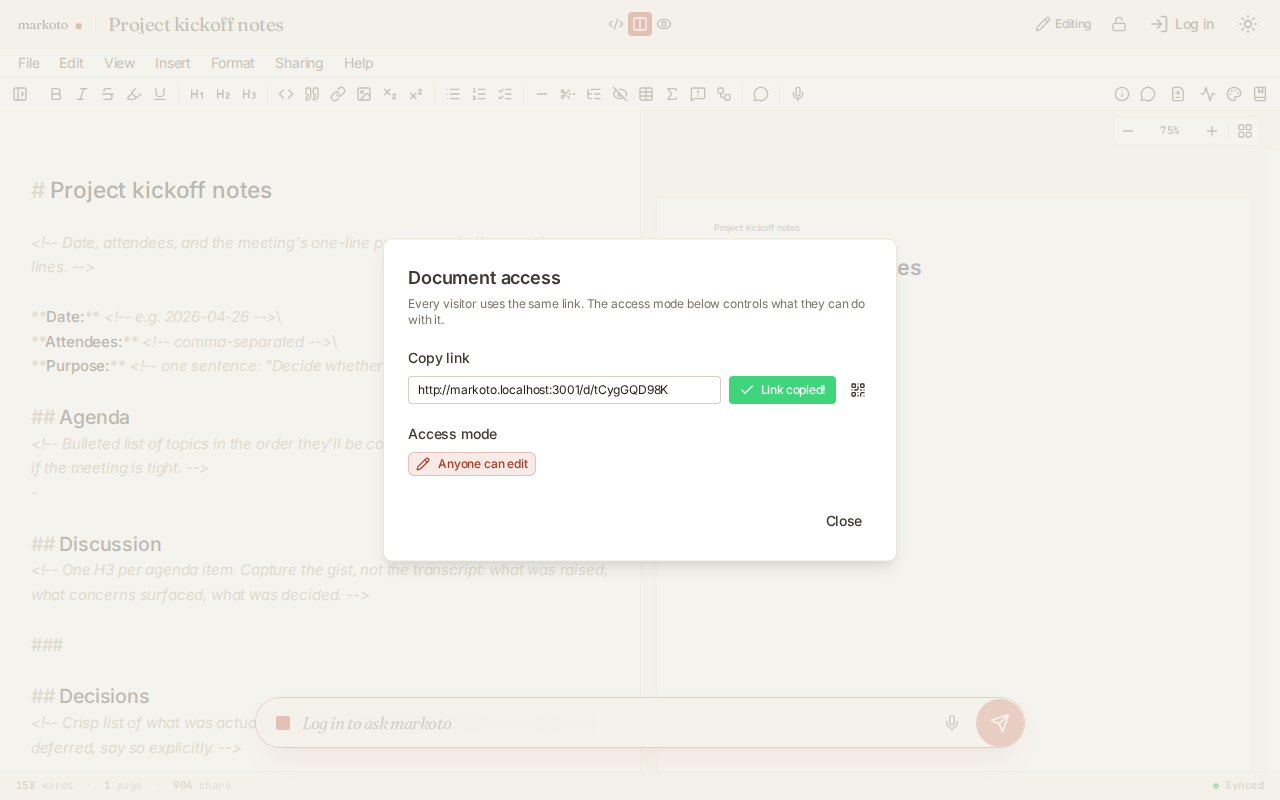 markoto
Project kickoff notes
Editing
Log in
File Edit View Insert Format Sharing Help
H1 H2 H3
75%
# Project kickoff notes
<!-- Date, attendees, and the meeting's one-line
lines. -->
**Date:** <!-- e.g. 2026-04-26 -->\
**Attendees:** <!-- comma-separated -->\
**Purpose:** <!-- one sentence: "Decide whether
## Agenda
<!-- Bulleted list of topics in the order they'll be
if the meeting is tight. -->
-
## Discussion
<!-- One H3 per agenda item. Capture the gist, not the transcript: what was raised,
what concerns surfaced, what was decided. -->
###
## Decisions
<!-- Crisp list of what was
deferred, say so explicitly. -->
Project kickoff notes
Document access
Every visitor uses the same link. The access mode below controls what they can do
with it.
Copy link
http://markoto.localhost:3001/d/tCygGQD98K
Link copied!
Access mode
Anyone can edit
Close
Log in to ask markoto
158 words · 1 page · 904 chars
Synced